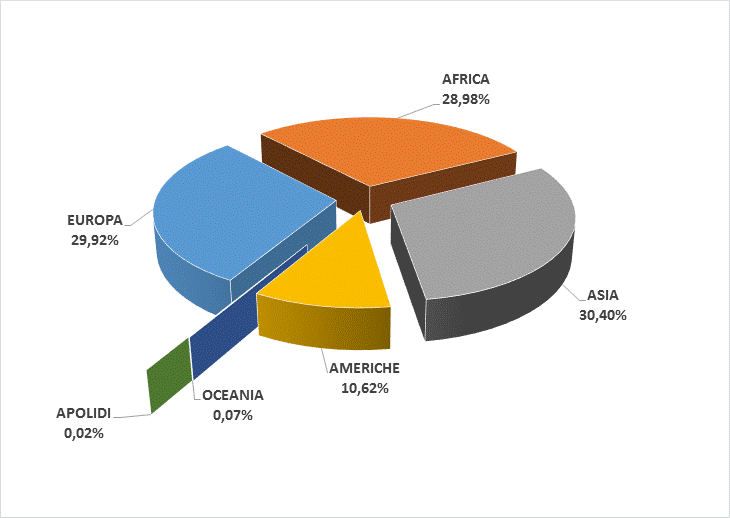 AFRICA
28,98%
EUROPA
29,92%
ASIA
30,40%
AMERICHE
10,62%
OCEANIA
0,07%
APOLIDI
0,02%